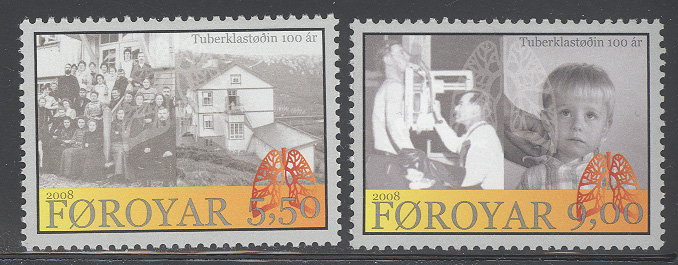 Tuberklastøðin 100 ár
2008
FØROYAR 5,50
Tuberklastøðin 100 ár
2008
FØROYAR 9,00